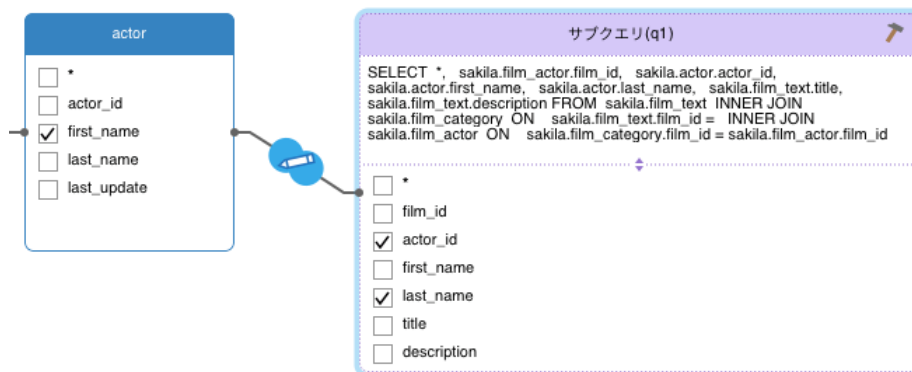 actor
*
actor_id
first_name
last_name
last_update
サブクエリ(q1)
SELECT *, sakila.film_actor.film_id, sakila.actor.actor_id,
sakila.actor.first_name, sakila.actor.last_name, sakila.film_text.title,
sakila.film_text.description FROM sakila.film_text INNER JOIN
sakila.film_category ON sakila.film_text.film_id = INNER JOIN
sakila.film_actor ON sakila.film_category.film_id = sakila.film_actor.film_id
*
film_id
actor_id
first_name
last_name
title
description